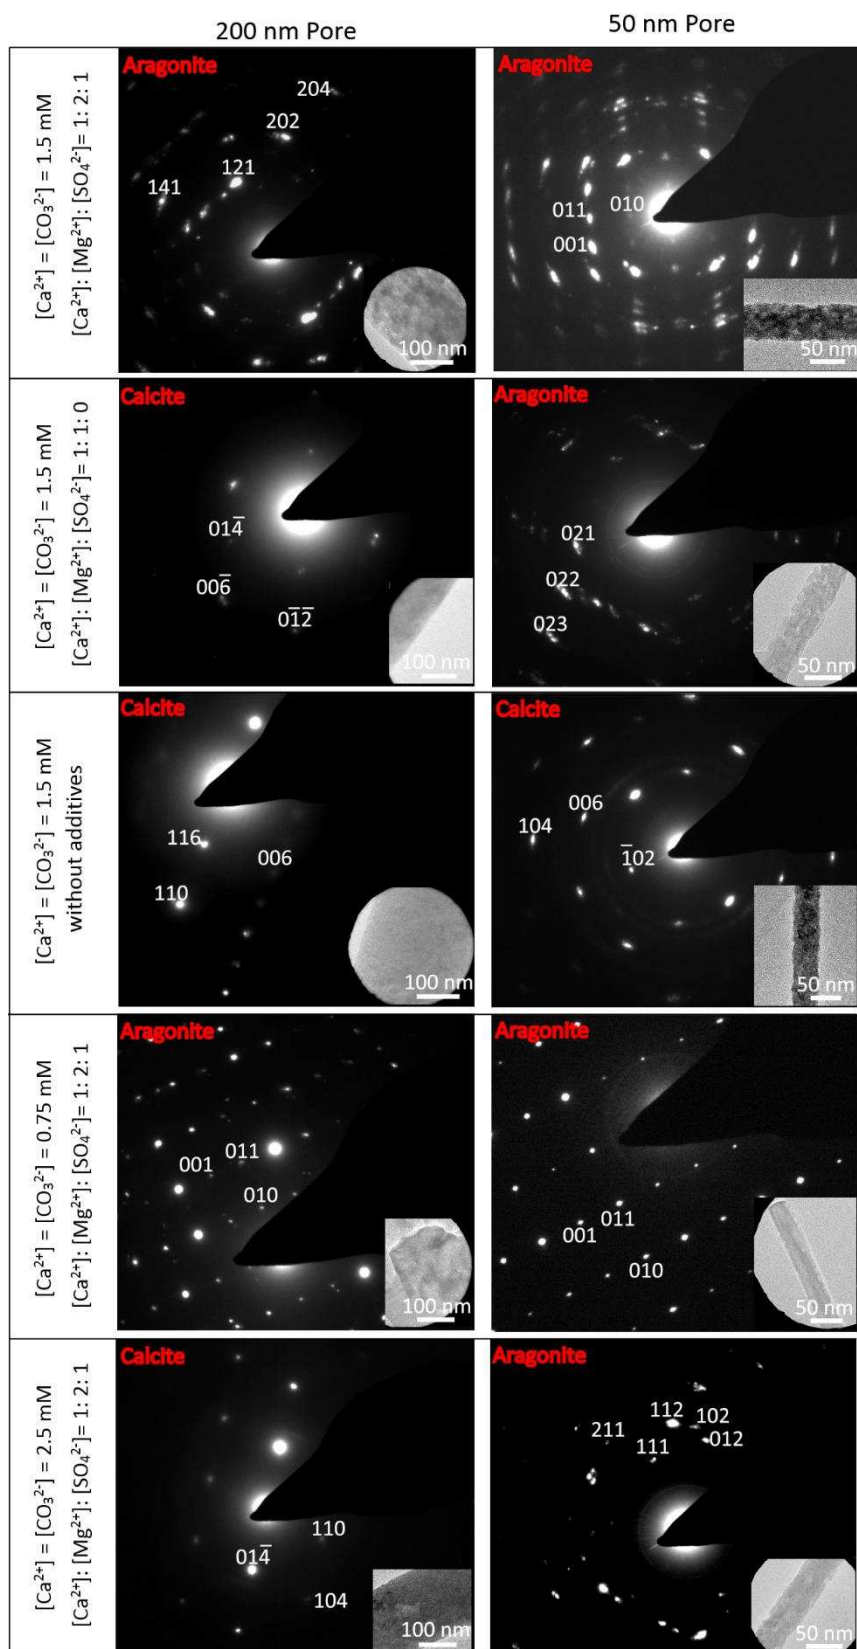 200 nm Pore
50 nm Pore
[Ca²⁺] = [CO₃²⁻] = 1.5 mM
[Ca²⁺]: [Mg²⁺]: [SO₄²⁻]= 1: 2: 1
Aragonite
204
202
121
141
100 nm
Aragonite
011
010
001
50 nm
[Ca²⁺] = [CO₃²⁻] = 1.5 mM
[Ca²⁺]: [Mg²⁺]: [SO₄²⁻]= 1: 1: 0
Calcite
014̅
006̅
01̅2̅
100 nm
Aragonite
021
022
023
50 nm
[Ca²⁺] = [CO₃²⁻] = 1.5 mM
without additives
Calcite
116
006
110
100 nm
Calcite
006
104
1̅02
50 nm
[Ca²⁺] = [CO₃²⁻] = 0.75 mM
[Ca²⁺]: [Mg²⁺]: [SO₄²⁻]= 1: 2: 1
Aragonite
011
001
010
100 nm
Aragonite
011
001
010
50 nm
[Ca²⁺] = [CO₃²⁻] = 2.5 mM
[Ca²⁺]: [Mg²⁺]: [SO₄²⁻]= 1: 2: 1
Calcite
110
014̅
104
100 nm
Aragonite
112
102
211
012
111
50 nm